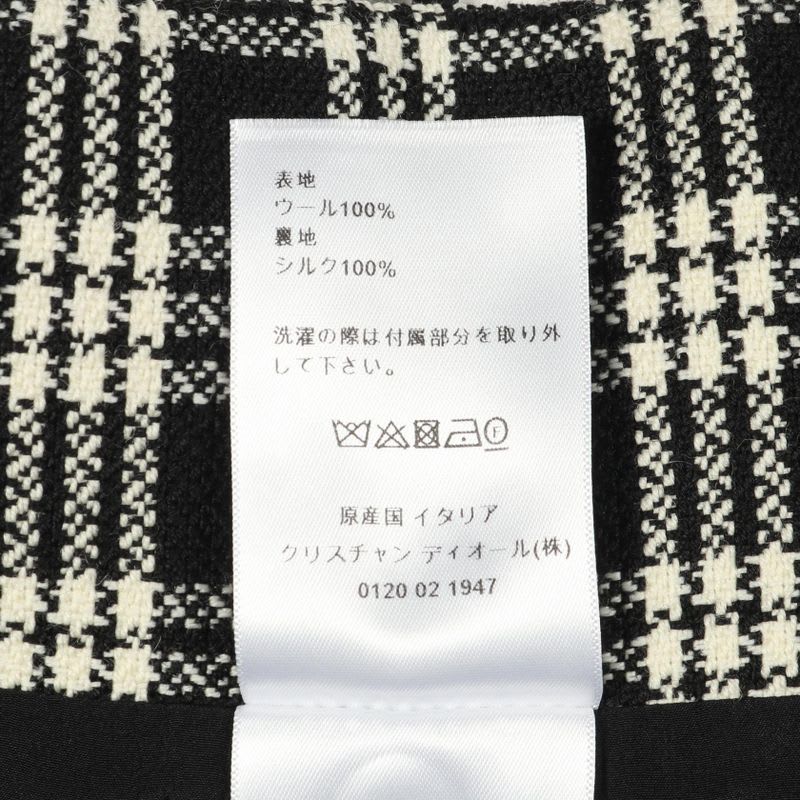 表地
ウール100%
裏地
シルク100%
洗濯の際は付属部分を取り外
して下さい。
F
原産国 イタリア
クリスチャン ディオール(株)
0120 02 1947